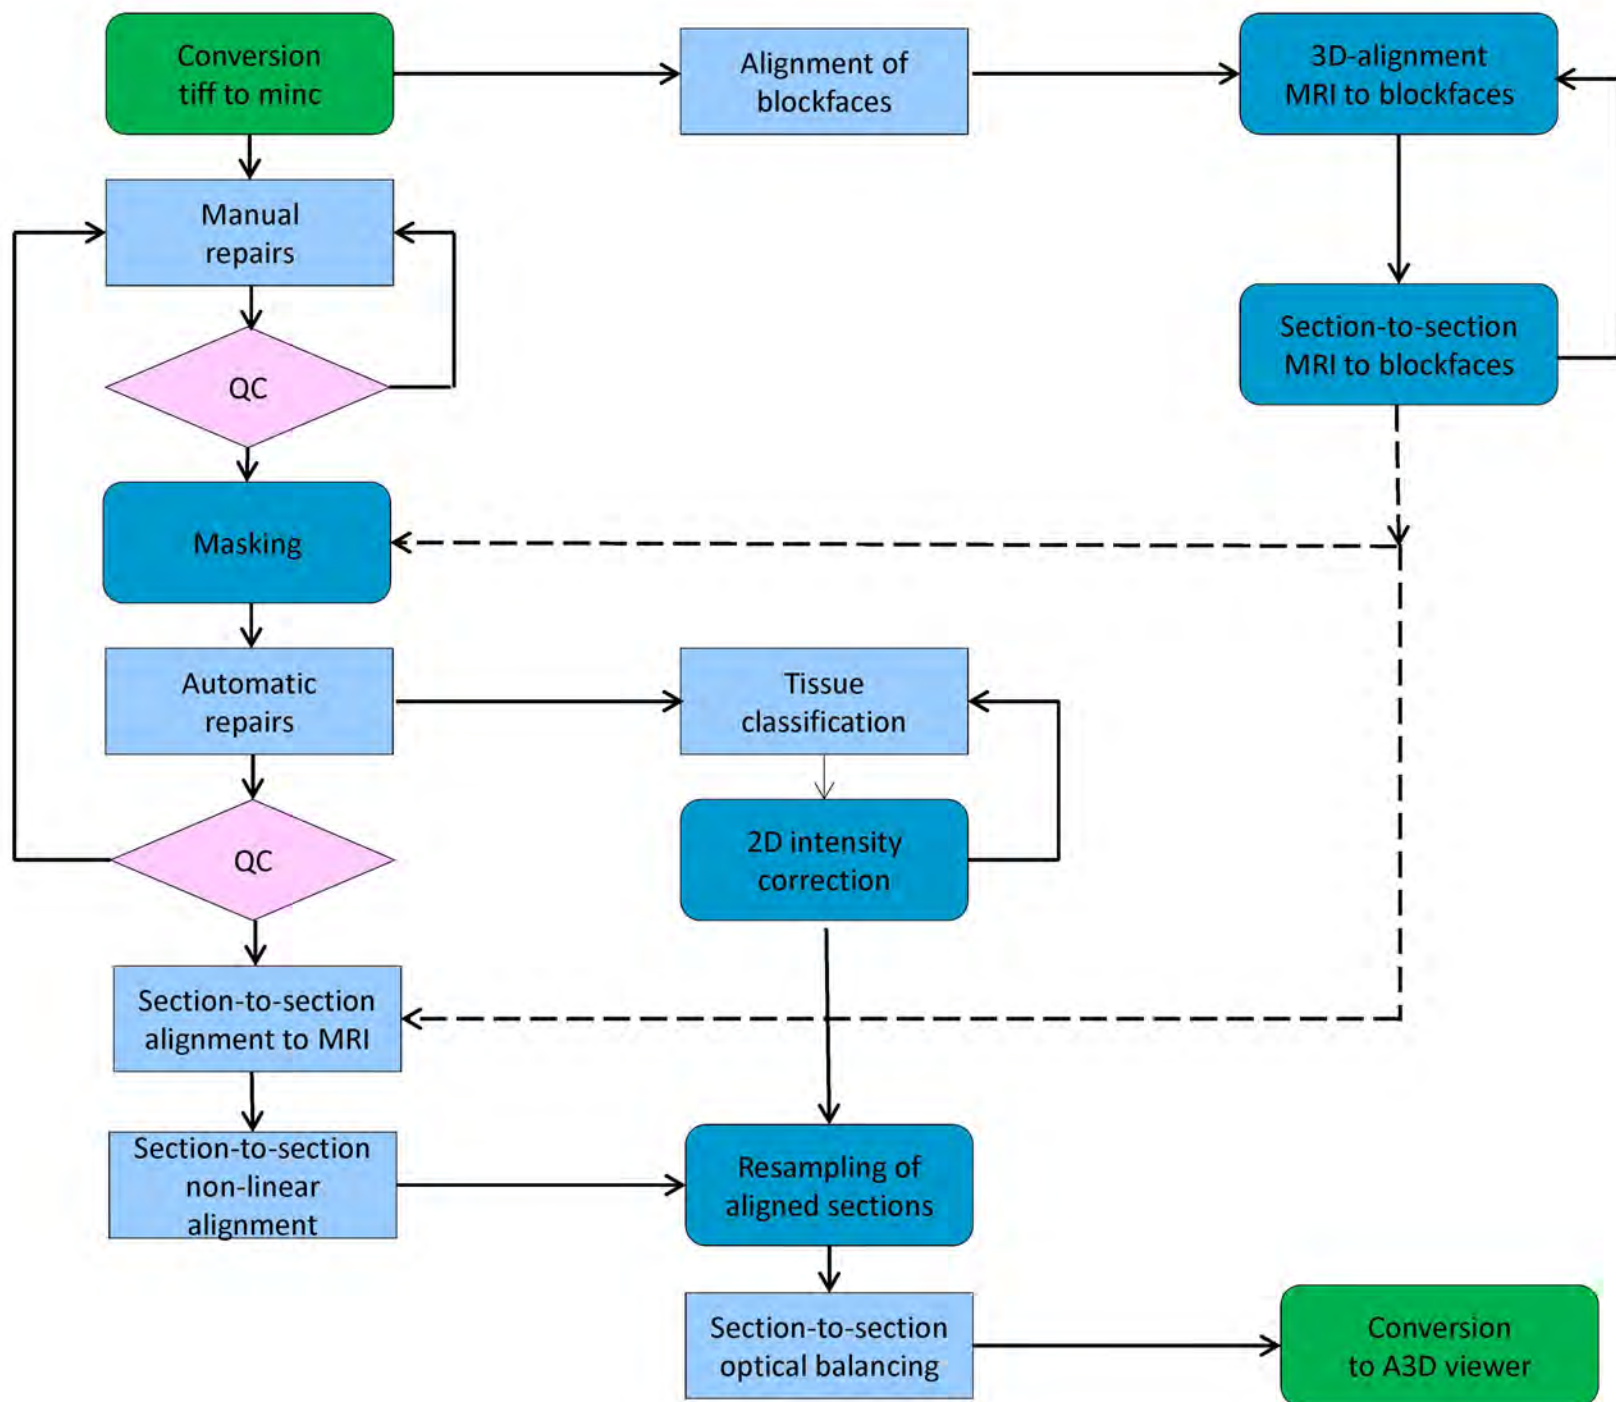 Conversion
tiff to minc
Alignment of
blockfaces
3D-alignment
MRI to blockfaces
Manual
repairs
Section-to-section
MRI to blockfaces
QC
Masking
Automatic
repairs
Tissue
classification
QC
2D intensity
correction
Section-to-section
alignment to MRI
Section-to-section
non-linear
alignment
Resampling of
aligned sections
Section-to-section
optical balancing
Conversion
to A3D viewer